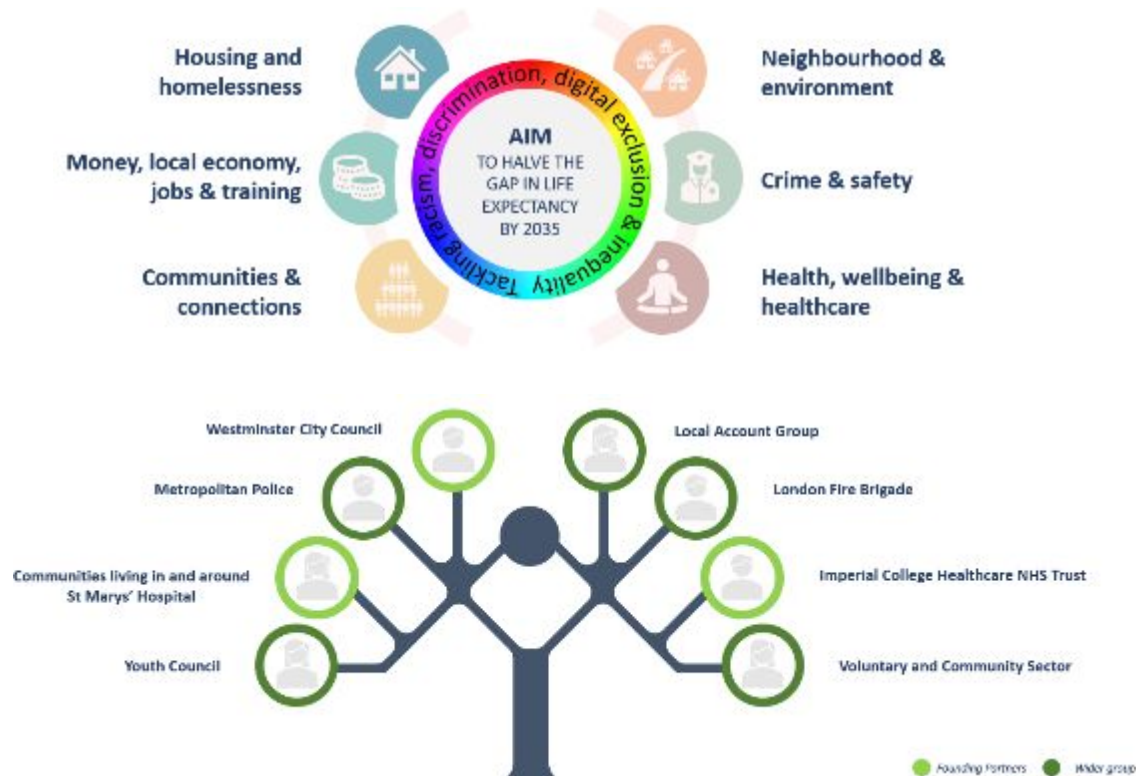 Housing and
homelessness
Money, local economy,
jobs & training
Communities &
connections
Tackling racism, discrimination, digital exclusion & inequality
AIM
TO HALVE THE
GAP IN LIFE
EXPECTANCY
BY 2035
Neighbourhood &
environment
Crime & safety
Health, wellbeing &
healthcare
Westminster City Council
Local Account Group
Metropolitan Police
London Fire Brigade
Communities living in and around
St Marys' Hospital
Imperial College Healthcare NHS Trust
Youth Council
Voluntary and Community Sector
Founding Partners
Wider group